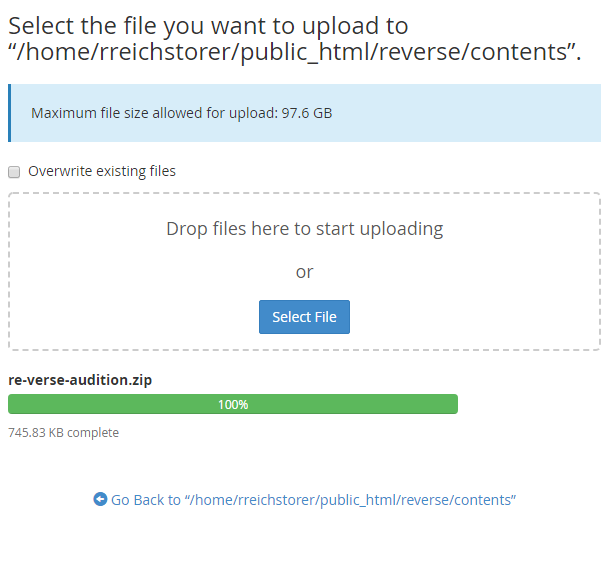 Select the file you want to upload to
“/home/rreichstorer/public_html/reverse/contents”.
Maximum file size allowed for upload: 97.6 GB
Overwrite existing files
Drop files here to start uploading
or
Select File
re-verse-audition.zip
100%
745.83 KB complete
Go Back to “/home/rreichstorer/public_html/reverse/contents”